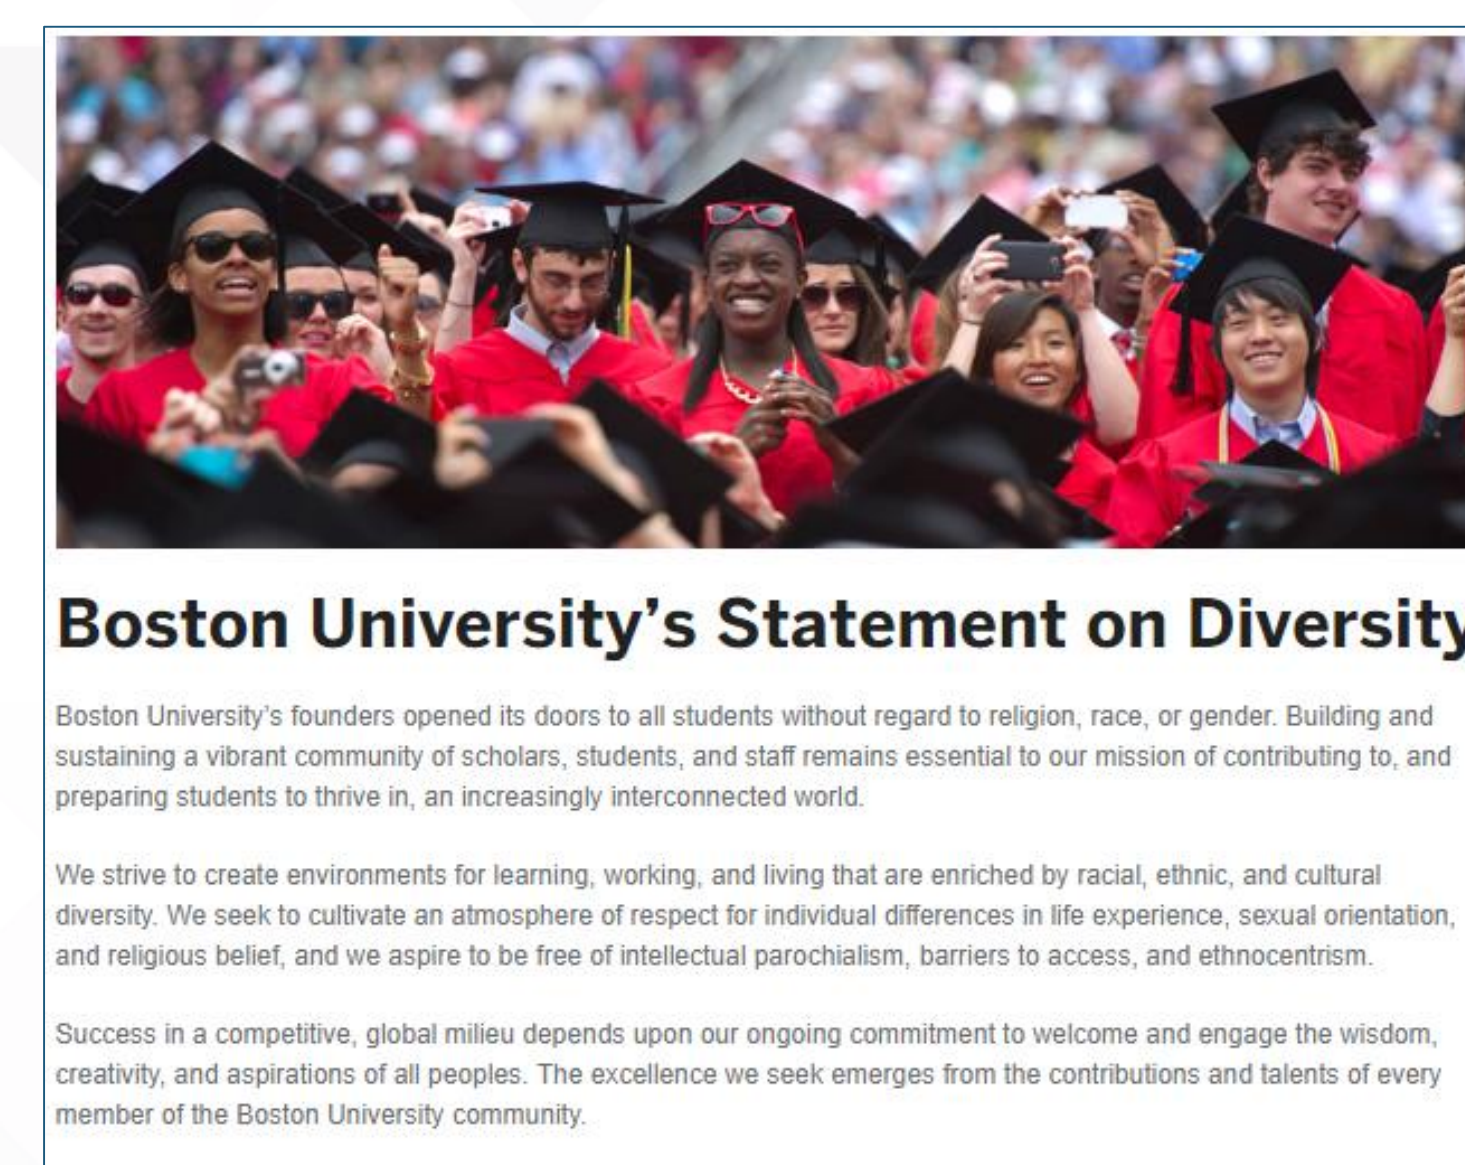 Boston University’s Statement on Diversity
Boston University’s founders opened its doors to all students without regard to religion, race, or gender. Building and
sustaining a vibrant community of scholars, students, and staff remains essential to our mission of contributing to, and
preparing students to thrive in, an increasingly interconnected world.
We strive to create environments for learning, working, and living that are enriched by racial, ethnic, and cultural
diversity. We seek to cultivate an atmosphere of respect for individual differences in life experience, sexual orientation,
and religious belief, and we aspire to be free of intellectual parochialism, barriers to access, and ethnocentrism.
Success in a competitive, global milieu depends upon our ongoing commitment to welcome and engage the wisdom,
creativity, and aspirations of all peoples. The excellence we seek emerges from the contributions and talents of every
member of the Boston University community.